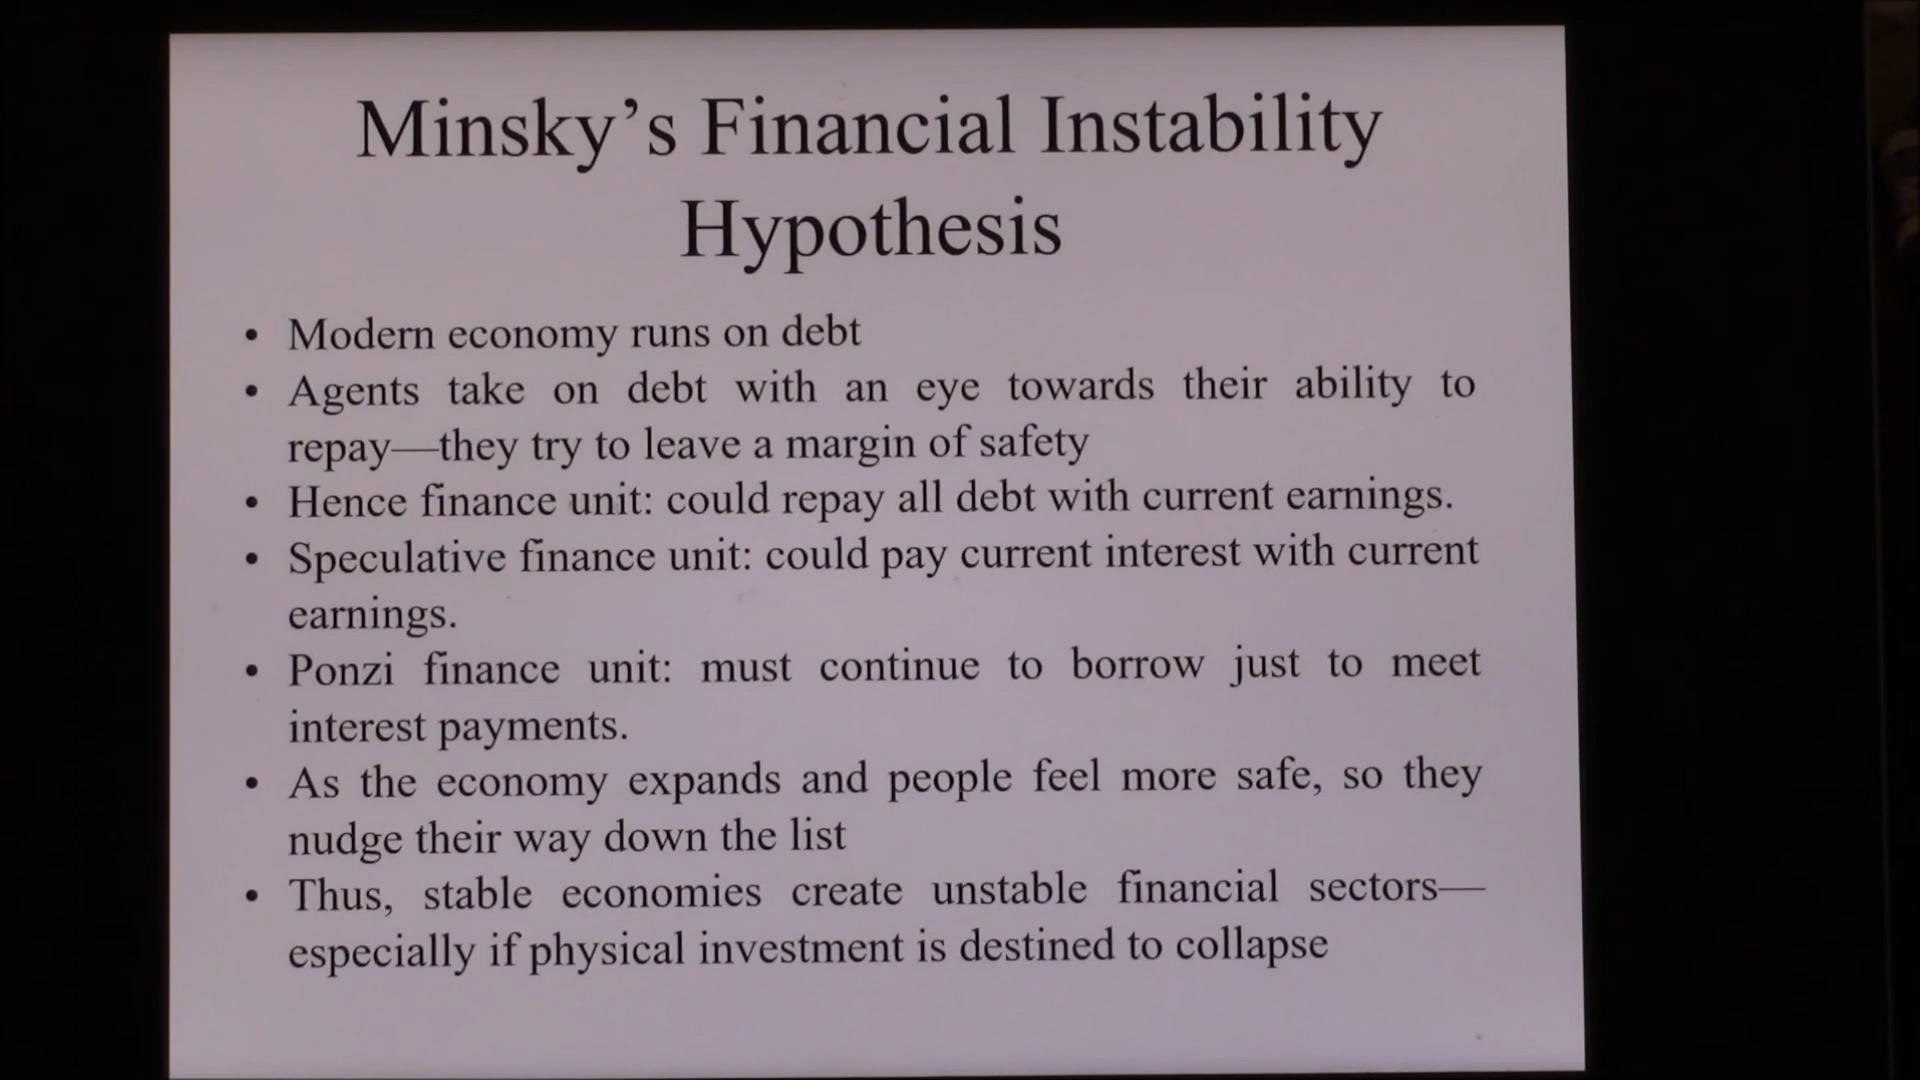 Minsky’s Financial Instability
Hypothesis
• Modern economy runs on debt
• Agents take on debt with an eye towards their ability to
repay—they try to leave a margin of safety
• Hence finance unit: could repay all debt with current earnings.
• Speculative finance unit: could pay current interest with current
earnings.
• Ponzi finance unit: must continue to borrow just to meet
interest payments.
• As the economy expands and people feel more safe, so they
nudge their way down the list
• Thus, stable economies create unstable financial sectors—
especially if physical investment is destined to collapse